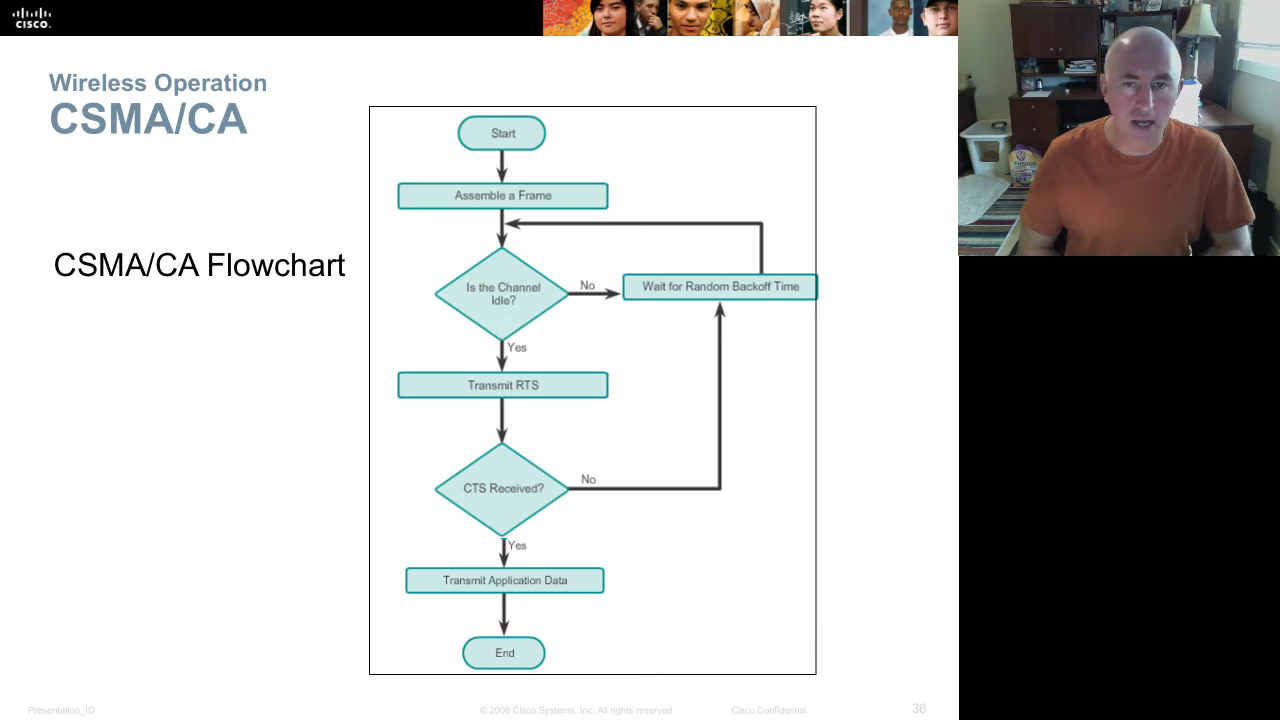 CISCO.
Wireless Operation
CSMA/CA
CSMA/CA Flowchart
Start
Assemble a Frame
Is the Channel
Idle?
No
Wait for Random Backoff Time
Yes
Transmit RTS
CTS Received?
No
Yes
Transmit Application Data
End
Presentation_ID
© 2008 Cisco Systems, Inc. All rights reserved.
Cisco Confidential
36